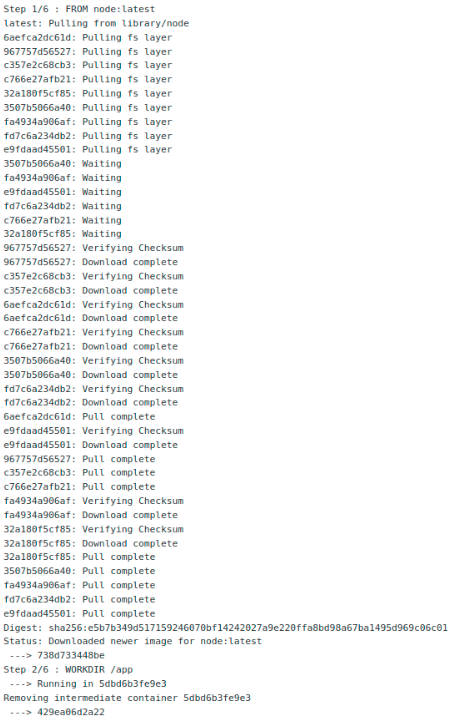 Step 1/6 : FROM node:latest
latest: Pulling from library/node
6aefca2dc61d: Pulling fs layer
967757d56527: Pulling fs layer
c357e2c68cb3: Pulling fs layer
c766e27afb21: Pulling fs layer
32a180f5cf85: Pulling fs layer
3507b5066a40: Pulling fs layer
fa4934a906af: Pulling fs layer
fd7c6a234db2: Pulling fs layer
e9fdaad45501: Pulling fs layer
3507b5066a40: Waiting
fa4934a906af: Waiting
e9fdaad45501: Waiting
fd7c6a234db2: Waiting
c766e27afb21: Waiting
32a180f5cf85: Waiting
967757d56527: Verifying Checksum
967757d56527: Download complete
c357e2c68cb3: Verifying Checksum
c357e2c68cb3: Download complete
6aefca2dc61d: Verifying Checksum
6aefca2dc61d: Download complete
c766e27afb21: Verifying Checksum
c766e27afb21: Download complete
3507b5066a40: Verifying Checksum
3507b5066a40: Download complete
fd7c6a234db2: Verifying Checksum
fd7c6a234db2: Download complete
6aefca2dc61d: Pull complete
e9fdaad45501: Verifying Checksum
e9fdaad45501: Download complete
967757d56527: Pull complete
c357e2c68cb3: Pull complete
c766e27afb21: Pull complete
fa4934a906af: Verifying Checksum
fa4934a906af: Download complete
32a180f5cf85: Verifying Checksum
32a180f5cf85: Download complete
32a180f5cf85: Pull complete
3507b5066a40: Pull complete
fa4934a906af: Pull complete
fd7c6a234db2: Pull complete
e9fdaad45501: Pull complete
Digest: sha256:e5b7b349d517159246070bf14242027a9e220ffa8bd98a67ba1495d969c06c01
Status: Downloaded newer image for node:latest
---> 738d733448be
Step 2/6 : WORKDIR /app
---> Running in 5dbd6b3fe9e3
Removing intermediate container 5dbd6b3fe9e3
---> 429ea06d2a22